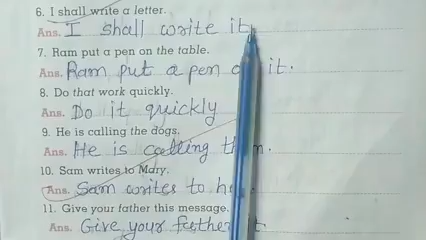 6. I shall write a letter.
Ans. I shall write it
7. Ram put a pen on the table.
Ans. Ram put a pen it.
8. Do that work quickly.
Ans. Do it quickly
9. He is calling the dogs.
Ans. He is calling
10. Sam writes to Mary.
Ans. Sam writes to
11. Give your father this message.
Ans. Give your father